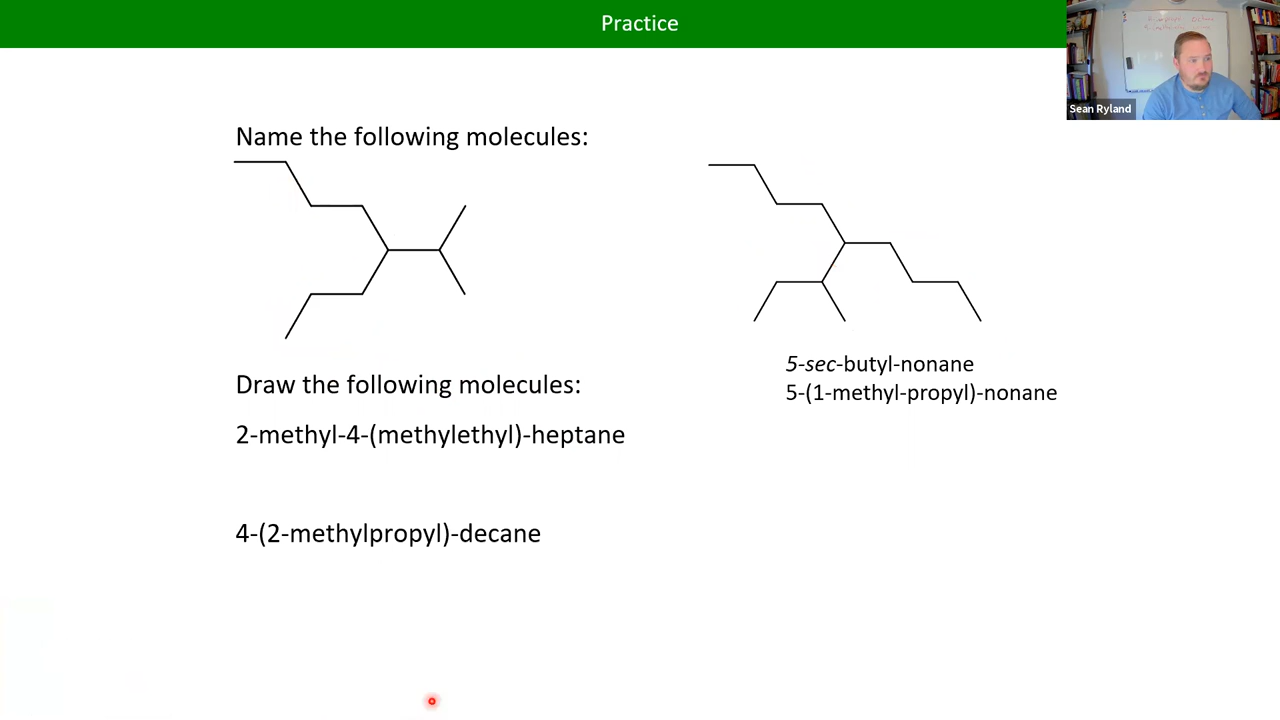 Practice
Sean Ryland
Name the following molecules:
5-sec-butyl-nonane
5-(1-methyl-propyl)-nonane
Draw the following molecules:
2-methyl-4-(methylethyl)-heptane
4-(2-methylpropyl)-decane